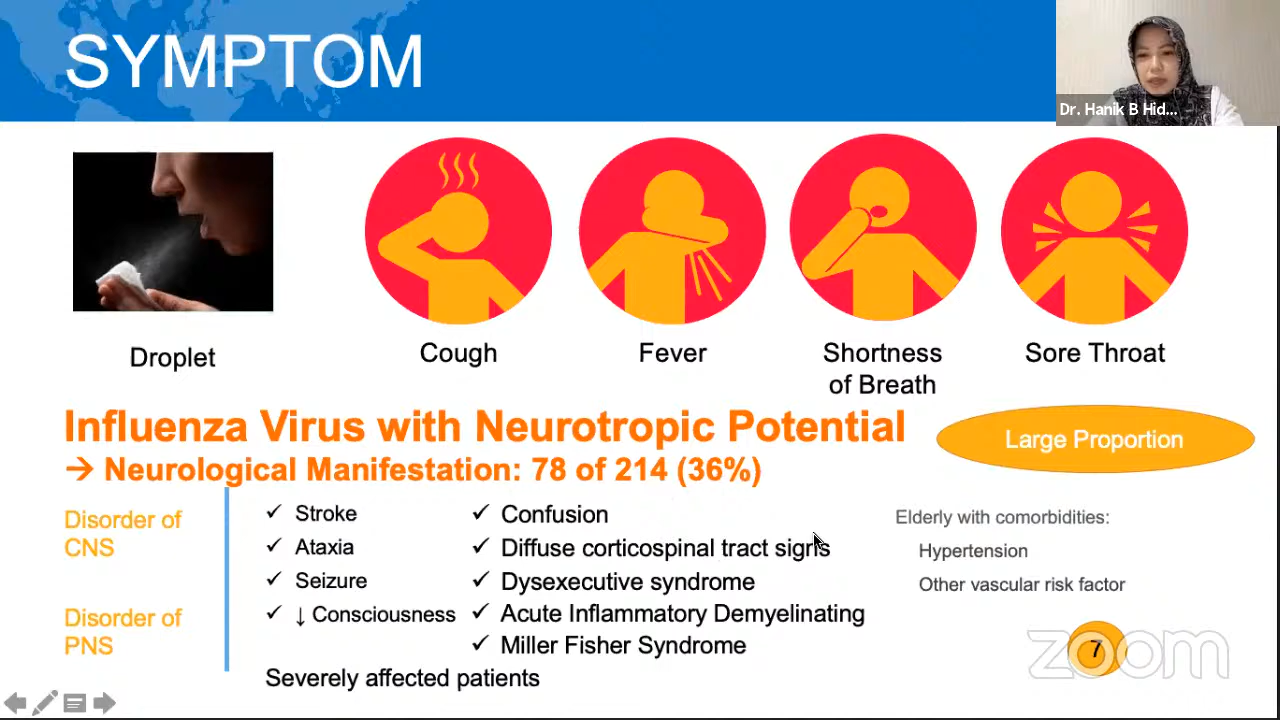 SYMPTOM
Dr. Hanik B Hid...
Droplet
Cough
Fever
Shortness
of Breath
Sore Throat
Influenza Virus with Neurotropic Potential
→ Neurological Manifestation: 78 of 214 (36%)
Large Proportion
Disorder of
CNS
Disorder of
PNS
✓ Stroke
✓ Ataxia
✓ Seizure
✓ ↓ Consciousness
✓ Confusion
✓ Diffuse corticospinal tract signs
✓ Dysexecutive syndrome
✓ Acute Inflammatory Demyelinating
✓ Miller Fisher Syndrome
Severely affected patients
Elderly with comorbidities:
Hypertension
Other vascular risk factor
7
zoom